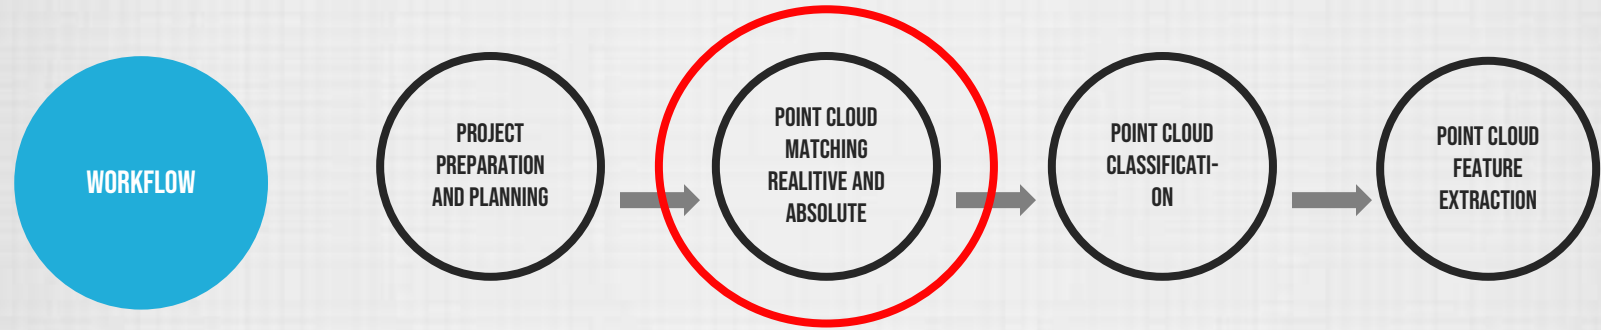 WORKFLOW
PROJECT
PREPARATION
AND PLANNING
POINT CLOUD
MATCHING
REALITIVE AND
ABSOLUTE
POINT CLOUD
CLASSIFICATI-
ON
POINT CLOUD
FEATURE
EXTRACTION